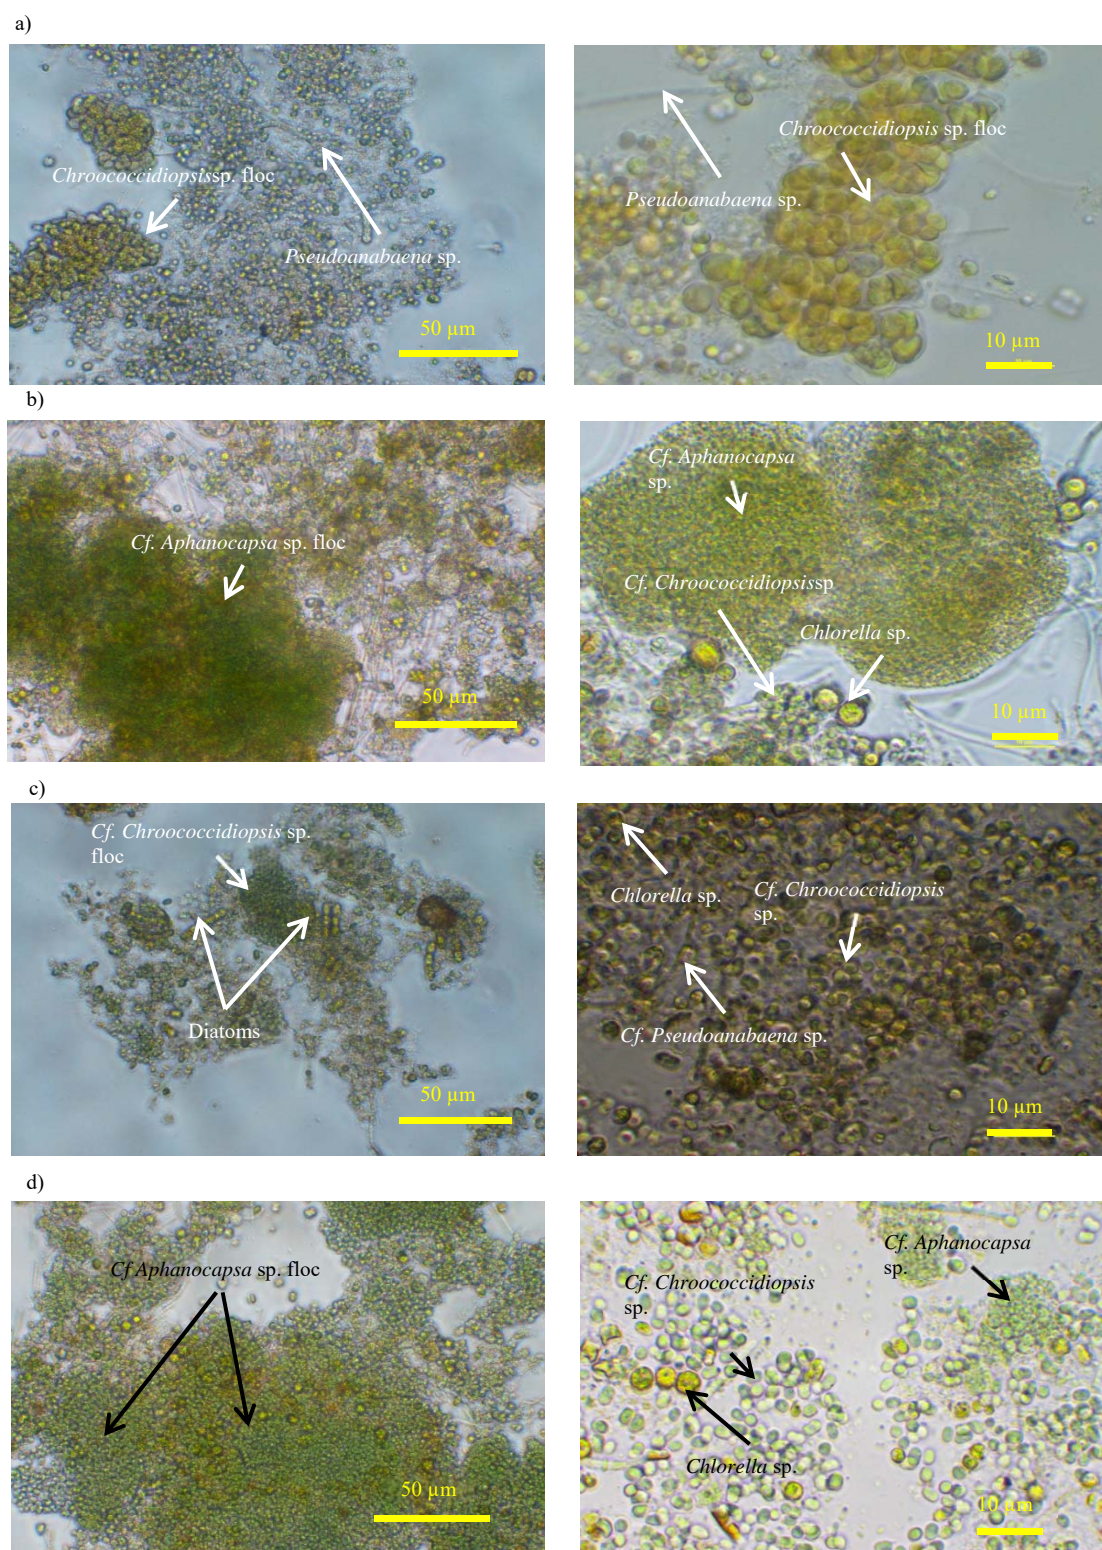 a)
Chroococcidiopsissp. floc
Pseudoanabaena sp.
50 µm
Chroococcidiopsis sp. floc
Pseudoanabaena sp.
10 µm
b)
Cf. Aphanocapsa sp. floc
50 µm
Cf. Aphanocapsa
sp.
Cf. Chroococcidiopsissp
Chlorella sp.
10 µm
c)
Cf. Chroococcidiopsis sp.
floc
Diatoms
50 µm
Chlorella sp.
Cf. Chroococcidiopsis
sp.
Cf. Pseudoanabaena sp.
10 µm
d)
Cf Aphanocapsa sp. floc
50 µm
Cf. Aphanocapsa
sp.
Cf. Chroococcidiopsis
sp.
Chlorella sp.
10 µm